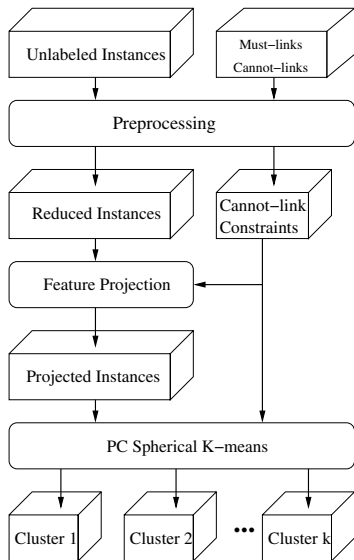 Unlabeled Instances
Must−links
Cannot−links
Preprocessing
Reduced Instances
Cannot−link
Constraints
Feature Projection
Projected Instances
PC Spherical K−means
Cluster 1
Cluster 2
•••
Cluster k